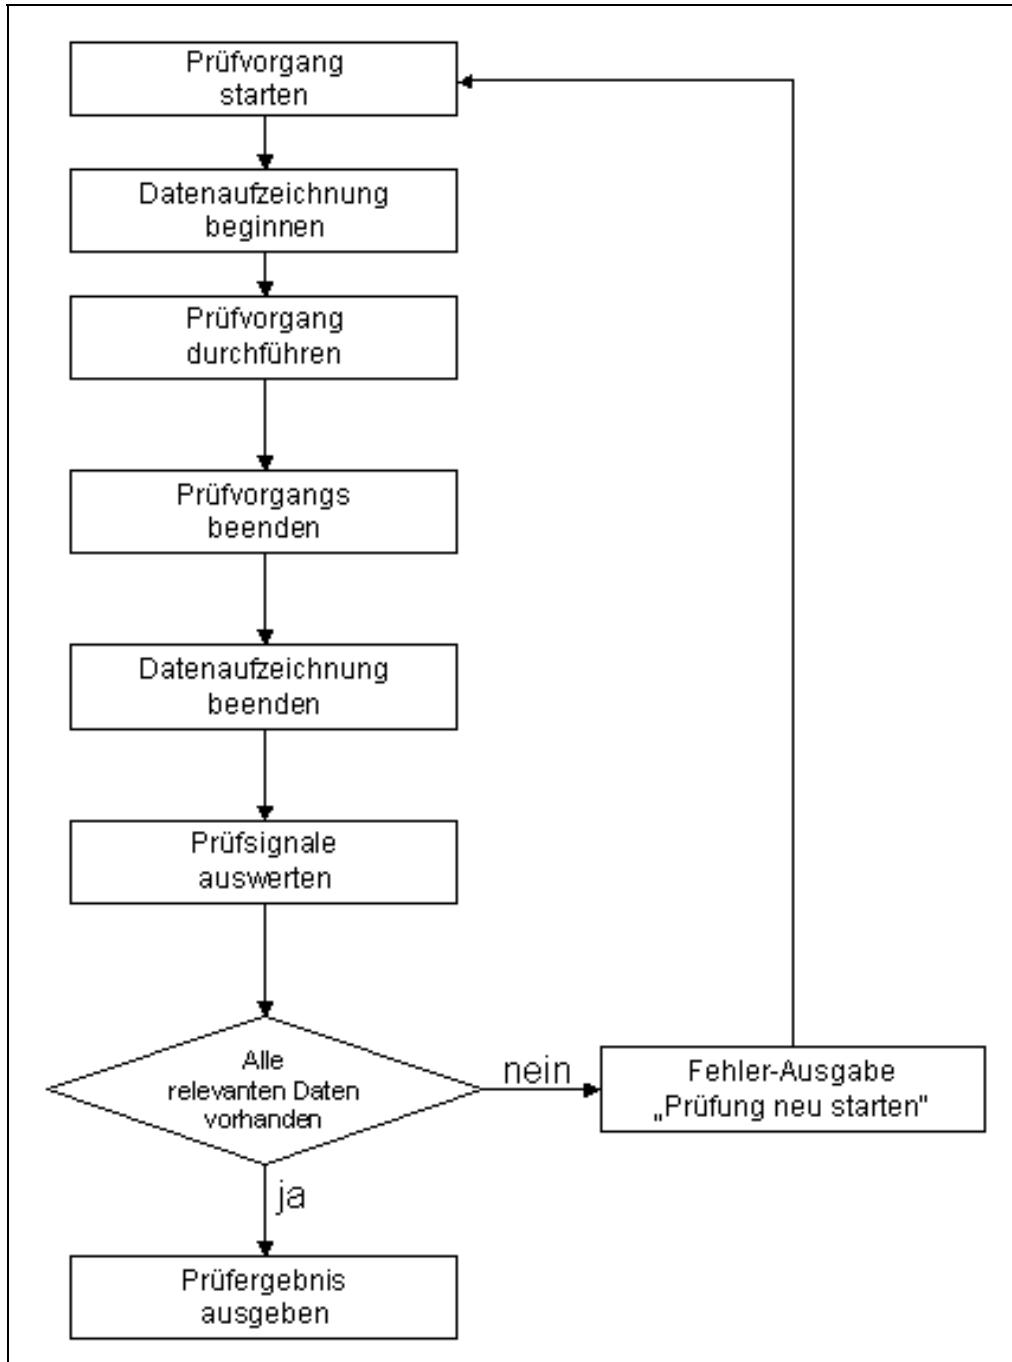 Prüfvorgang
starten
Datenaufzeichnung
beginnen
Prüfvorgang
durchführen
Prüfvorgangs
beenden
Datenaufzeichnung
beenden
Prüfsignale
auswerten
Alle
relevanten Daten
vorhanden
nein
Fehler-Ausgabe
„Prüfung neu starten"
ja
Prüfergebnis
ausgeben